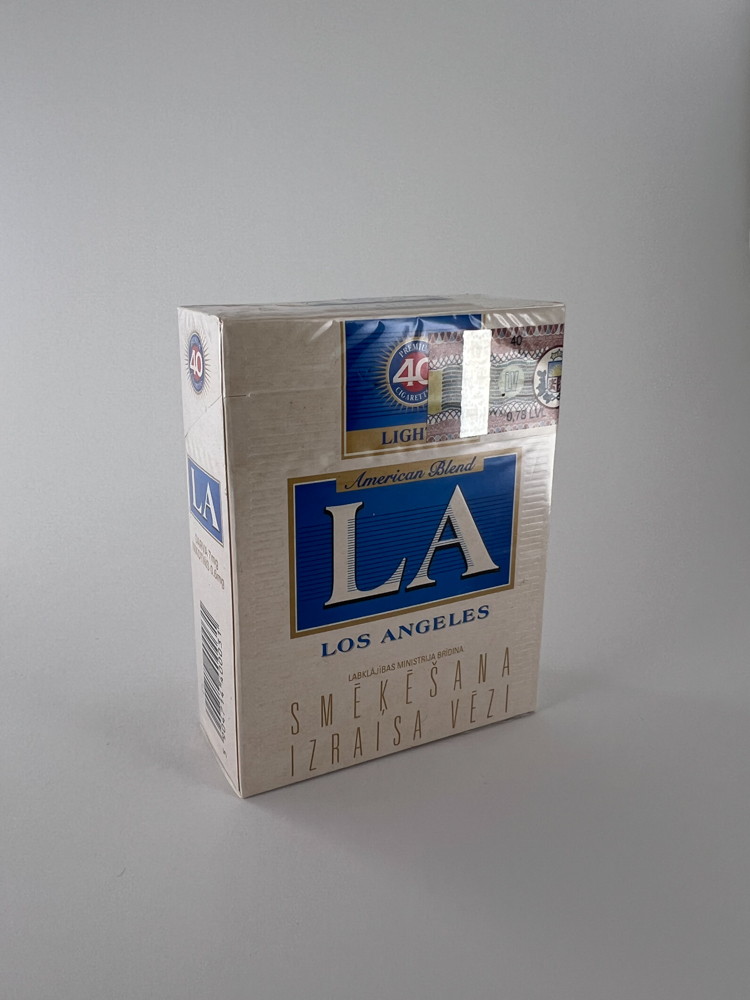 40
LA
PREMIUM
40
CIGARETTES
LIGH
40
0,78 LVL
American Blend
LA
LOS ANGELES
LABKLĀJĪBAS MINISTRIJA BRĪDINA
SMĒĶĒŠANA
IZRAISA VĒZI